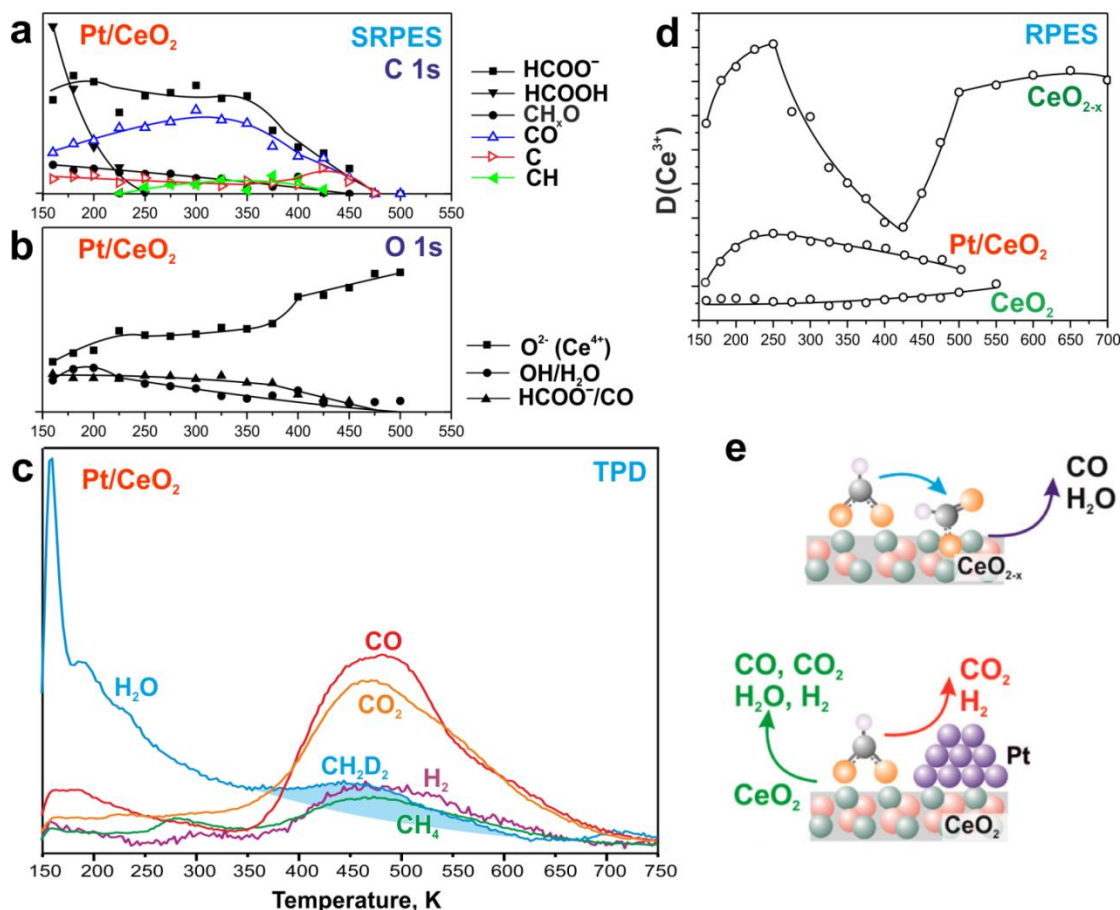 a
Pt/CeO₂
SRPES
C 1s
150 200 250 300 350 400 450 500 550
HCOO⁻
HCOOH
CHₓO
COˣ
C
CH
b
Pt/CeO₂
O 1s
150 200 250 300 350 400 450 500 550
O²⁻ (Ce⁴⁺)
OH/H₂O
HCOO⁻/CO
c
Pt/CeO₂
TPD
H₂O
CO
CO₂
CH₂D₂
H₂
CH₄
150 200 250 300 350 400 450 500 550 600 650 700 750
Temperature, K
d
RPES
D(Ce³⁺)
CeO₂₋ₓ
Pt/CeO₂
CeO₂
150 200 250 300 350 400 450 500 550 600 650 700
e
CO
H₂O
CeO₂₋ₓ
CO, CO₂
H₂O, H₂
CO₂
H₂
Pt
CeO₂
CeO₂